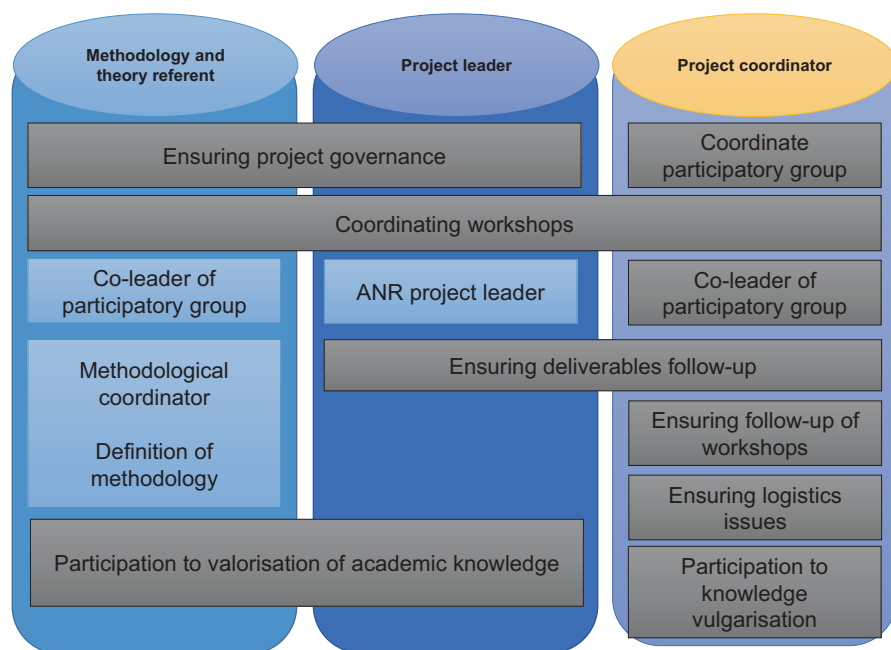 Methodology and
theory referent
Project leader
Project coordinator
Ensuring project governance
Coordinate
participatory group
Coordinating workshops
Co-leader of
participatory group
ANR project leader
Co-leader of
participatory group
Methodological
coordinator
Definition of
methodology
Ensuring deliverables follow-up
Ensuring follow-up of
workshops
Ensuring logistics
issues
Participation to valorisation of academic knowledge
Participation to
knowledge
vulgarisation